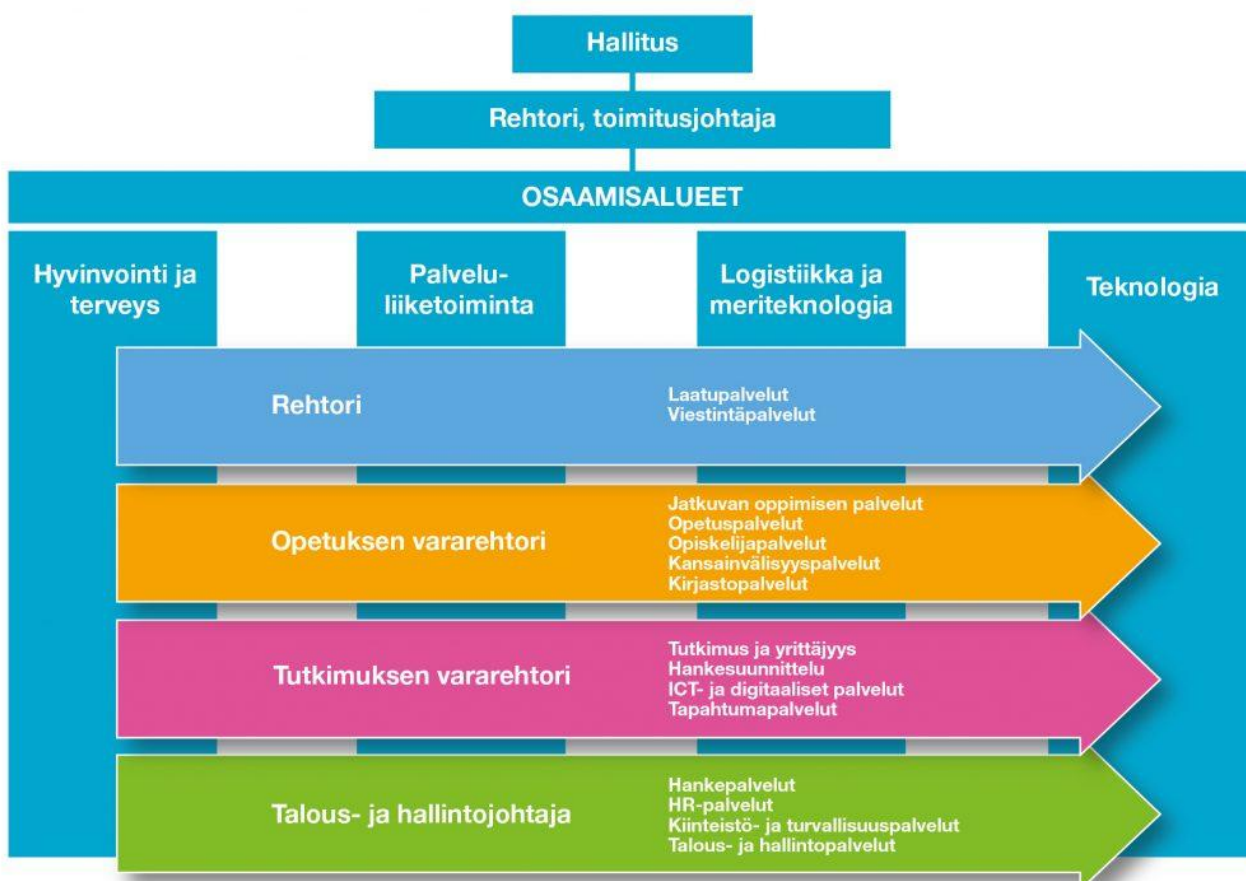 Hallitus
Rehtori, toimitusjohtaja
OSAAMISALUEET
Hyvinvointi ja
terveys
Palvelu-
liiketoiminta
Logistiikka ja
meriteknologia
Teknologia
Rehtori
Laatupalvelut
Viestintäpalvelut
Opetuksen vararehtori
Jatkuvan oppimisen palvelut
Opetuspalvelut
Opiskelijapalvelut
Kansainvälisyyspalvelut
Kirjastopalvelut
Tutkimuksen vararehtori
Tutkimus ja yrittäjyys
Hankesuunnittelu
ICT- ja digitaaliset palvelut
Tapahtumapalvelut
Talous- ja hallintojohtaja
Hankepalvelut
HR-palvelut
Kiinteistö- ja turvallisuuspalvelut
Talous- ja hallintopalvelut